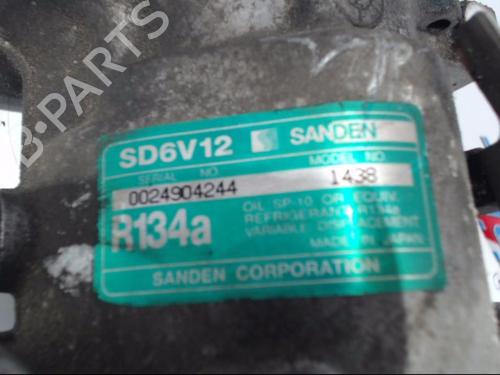 B-PARTS
SD6V12 SANDEN
SERIAL NO MODEL NO
0024904244 1438
R134a
OIL SP-10 OR EQUIV.
REFRIGERANT R134a
VARIABLE DISPLACEMENT
MADE IN JAPAN
SANDEN CORPORATION